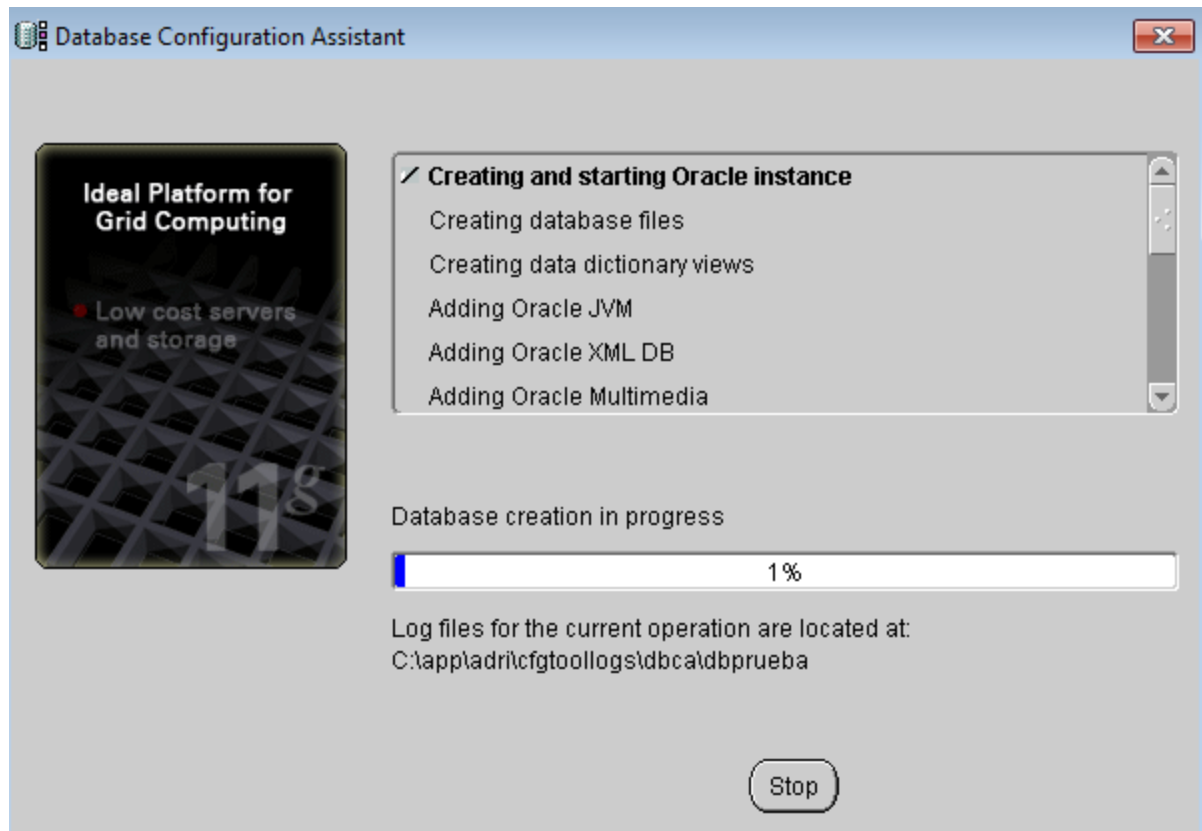 Database Configuration Assistant
Ideal Platform for
Grid Computing
Low cost servers
and storage
11g
Creating and starting Oracle instance
Creating database files
Creating data dictionary views
Adding Oracle JVM
Adding Oracle XML DB
Adding Oracle Multimedia
Database creation in progress
1%
Log files for the current operation are located at:
C:\app\adri\cfgtoollogs\dbca\dbprueba
Stop